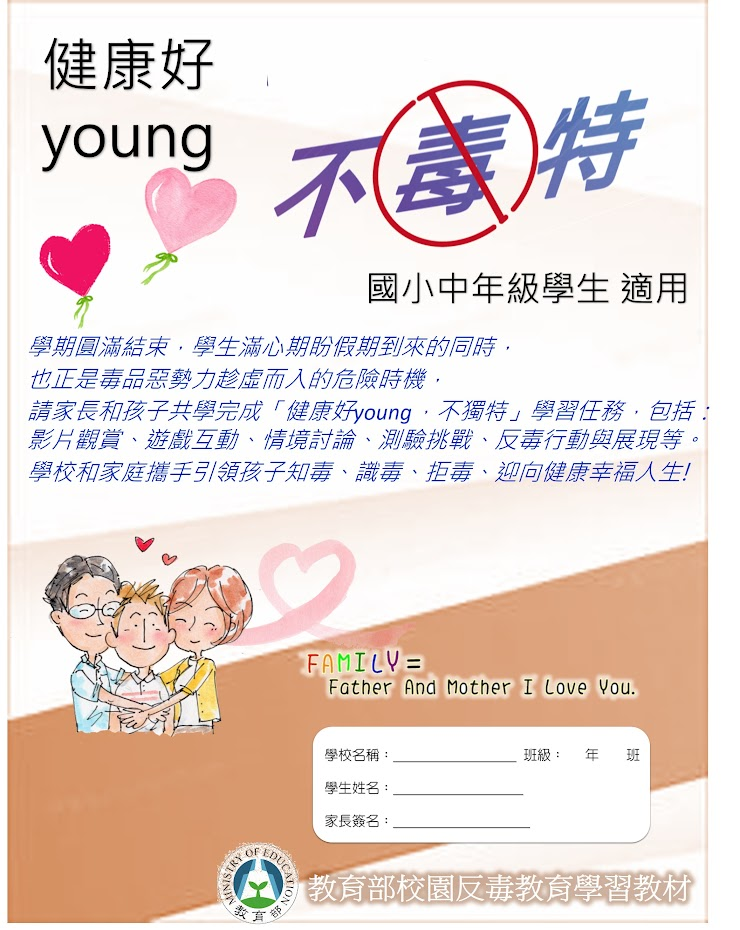 健康好
young
不毒特
國小中年級學生 適用
學期圓滿結束，學生滿心期盼假期到來的同時，
也正是毒品惡勢力趁虛而入的危險時機，
請家長和孩子共學完成「健康好young，不獨特」學習任務，包括：
影片觀賞、遊戲互動、情境討論、測驗挑戰、反毒行動與展現等。
學校和家庭攜手引領孩子知毒、識毒、拒毒、迎向健康幸福人生!
FAMILY=
Father And Mother I Love You.
學校名稱：__________________ 班級：　年　班
學生姓名：___________________
家長簽名：____________________
MINISTRY OF EDUCATION
教育部
教育部校園反毒教育學習教材